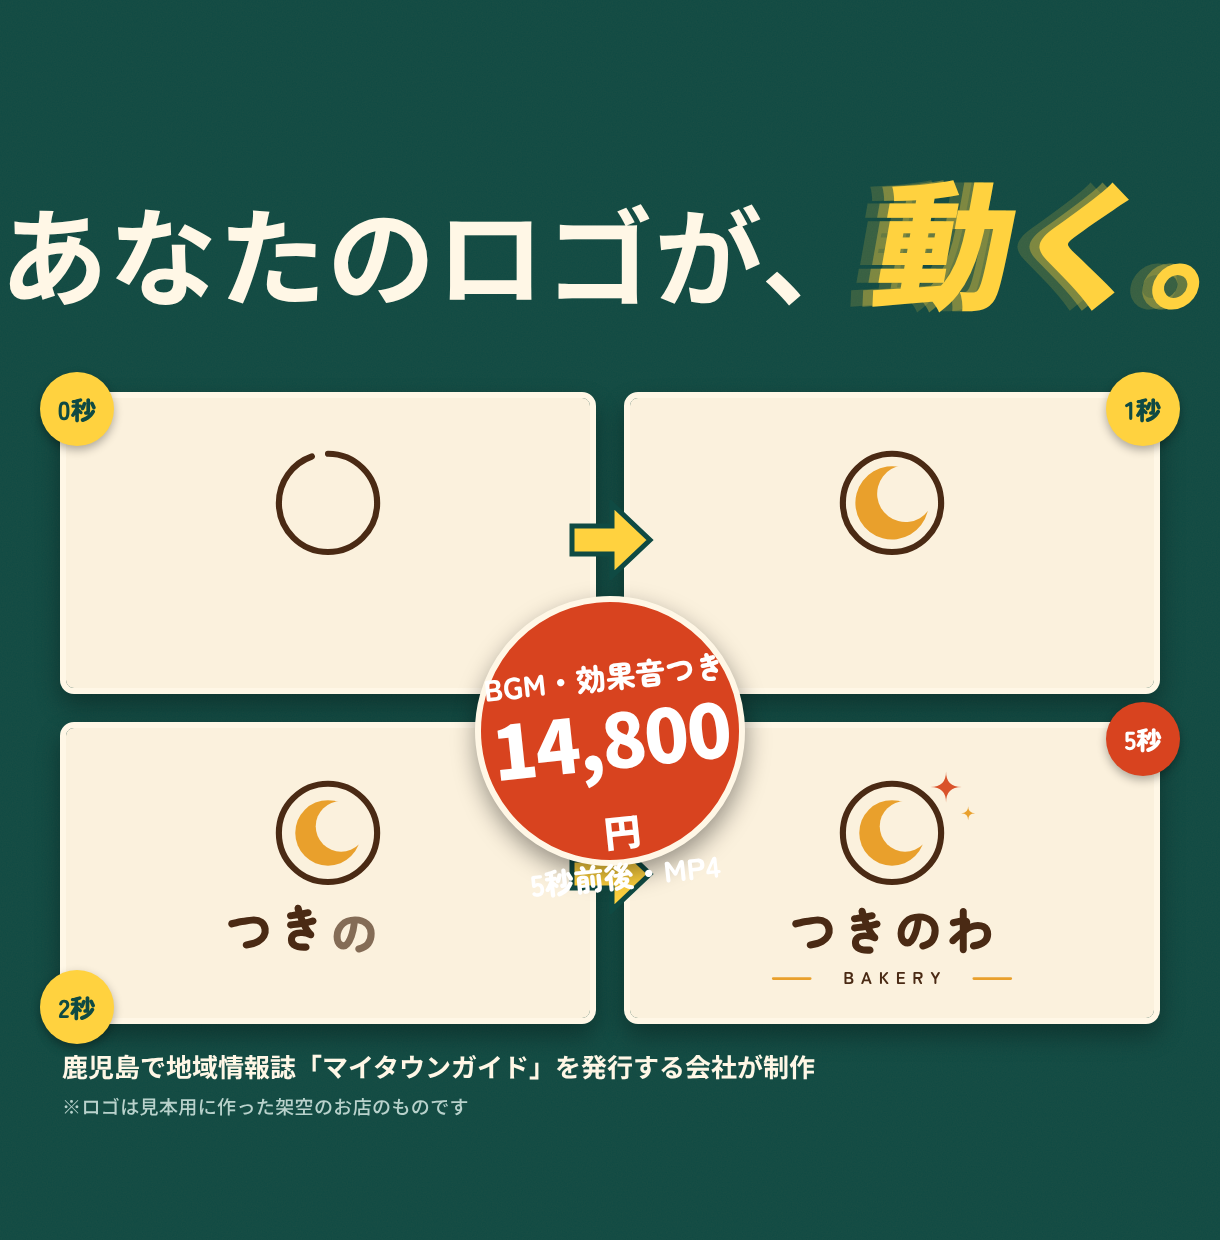 あなたのロゴが、動く。
0秒
1秒
BGM・効果音つき
14,800
円
5秒前後・MP4
2秒
つきの
5秒
つきのわ
BAKERY
鹿児島で地域情報誌「マイタウンガイド」を発行する会社が制作
※ロゴは見本用に作った架空のお店のものです